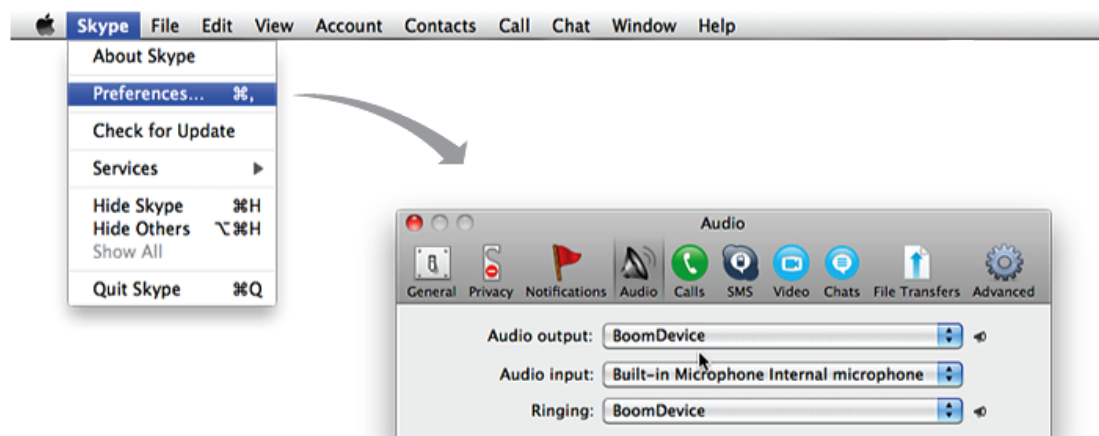 Skype File Edit View Account Contacts Call Chat Window Help
About Skype
Preferences... ⌘,
Check for Update
Services
Hide Skype ⌘H
Hide Others ⌥⌘H
Show All
Quit Skype ⌘Q
Audio
General Privacy Notifications Audio Calls SMS Video Chats File Transfers Advanced
Audio output: BoomDevice
Audio input: Built-in Microphone Internal microphone
Ringing: BoomDevice